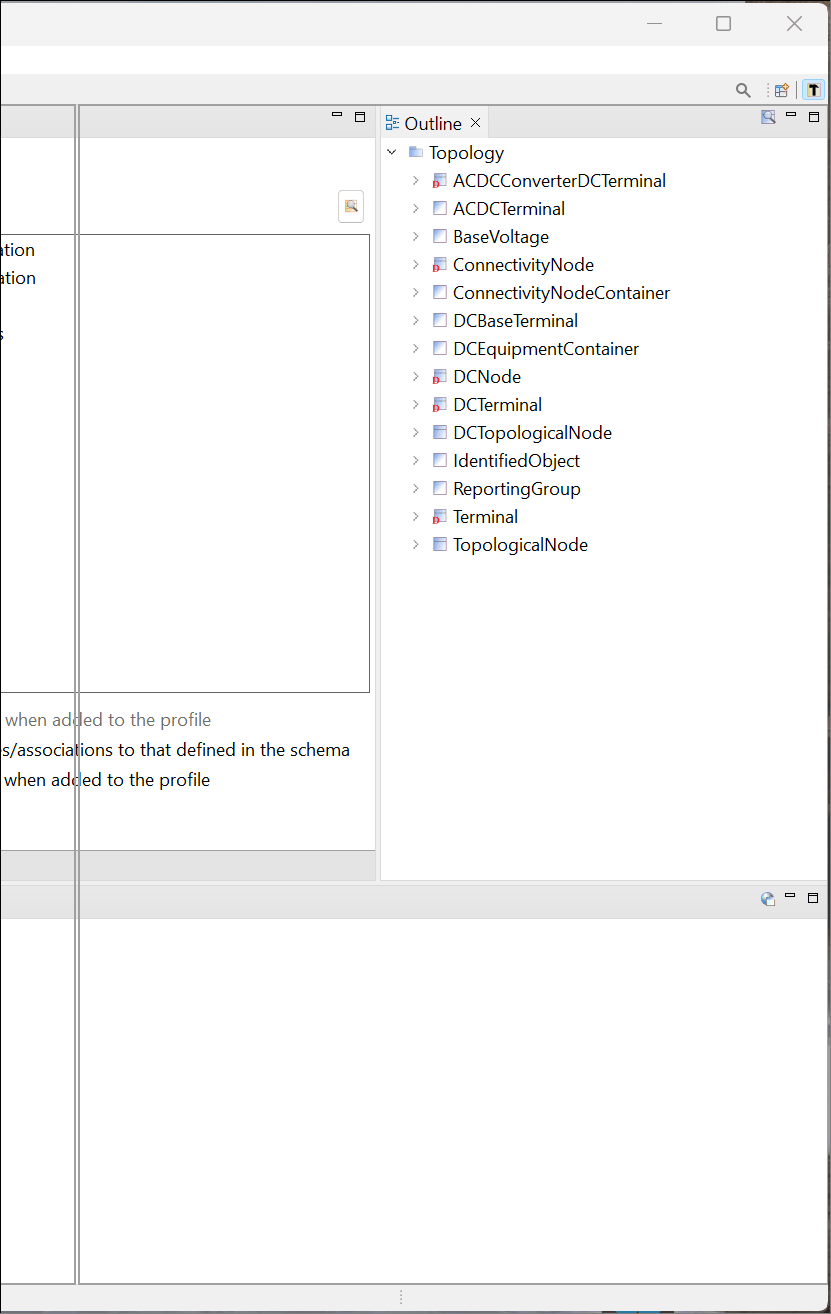 Outline
Topology
ACDCConverterDCTerminal
ACDCTerminal
BaseVoltage
ConnectivityNode
ConnectivityNodeContainer
DCBaseTerminal
DCEquipmentContainer
DCNode
DCTerminal
DCTopologicalNode
IdentifiedObject
ReportingGroup
Terminal
TopologicalNode
ation
ation
s
when added to the profile
s/associations to that defined in the schema
when added to the profile